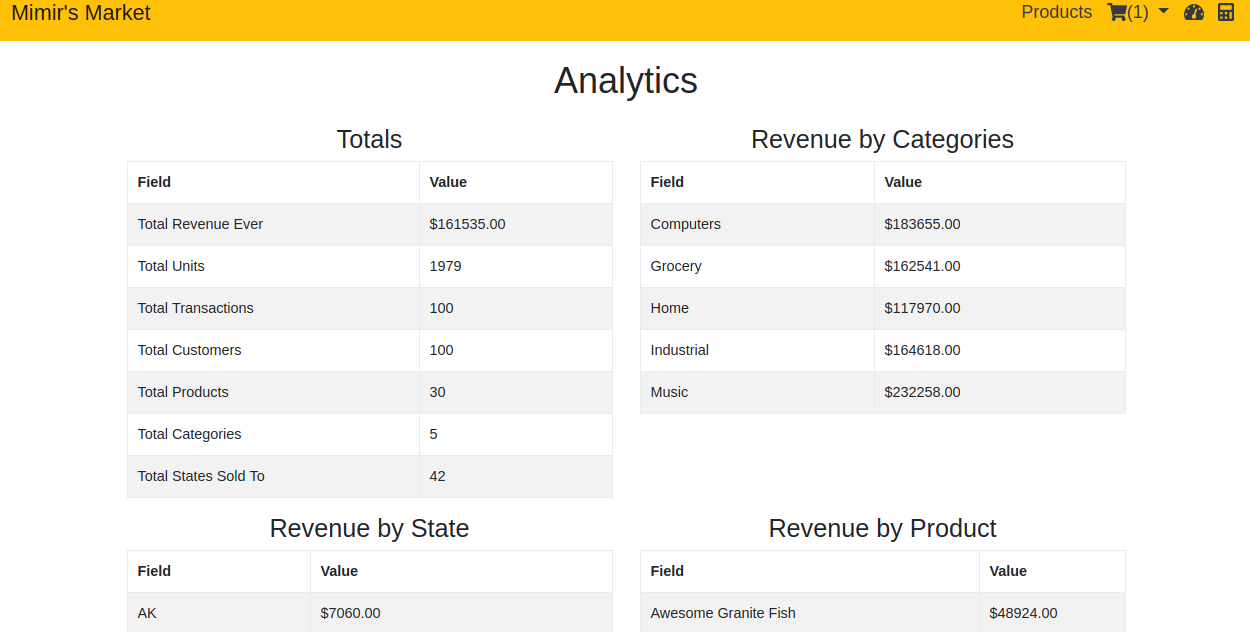 Mimir's Market
Products (1)
Analytics
Totals
Field Value
Total Revenue Ever $161535.00
Total Units 1979
Total Transactions 100
Total Customers 100
Total Products 30
Total Categories 5
Total States Sold To 42
Revenue by Categories
Field Value
Computers $183655.00
Grocery $162541.00
Home $117970.00
Industrial $164618.00
Music $232258.00
Revenue by State
Field Value
AK $7060.00
Revenue by Product
Field Value
Awesome Granite Fish $48924.00